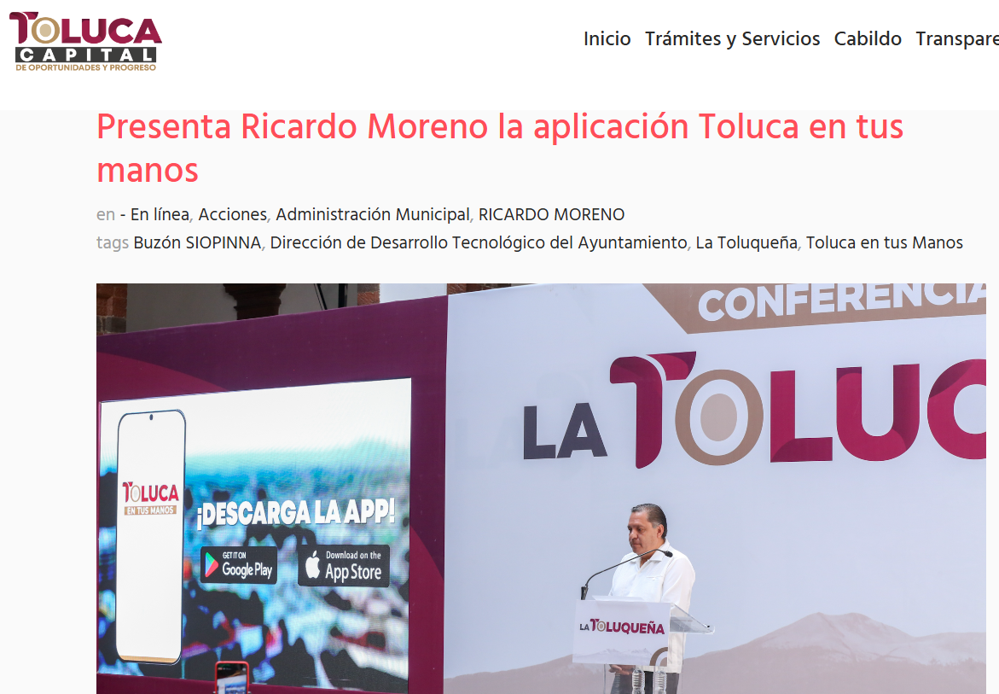 TOLUCA
CAPITAL
DE OPORTUNIDADES Y PROGRESO
Inicio Trámites y Servicios Cabildo Transpare
Presenta Ricardo Moreno la aplicación Toluca en tus
manos
en - En línea, Acciones, Administración Municipal, RICARDO MORENO
tags Buzón SIOPINNA, Dirección de Desarrollo Tecnológico del Ayuntamiento, La Toluqueña, Toluca en tus Manos
CONFERENCIA
LA TOLUC
TOLUCA
EN TUS MANOS
¡DESCARGA LA APP!
GET IT ON
Google Play
Download on the
App Store
LA TOLUQUEÑA